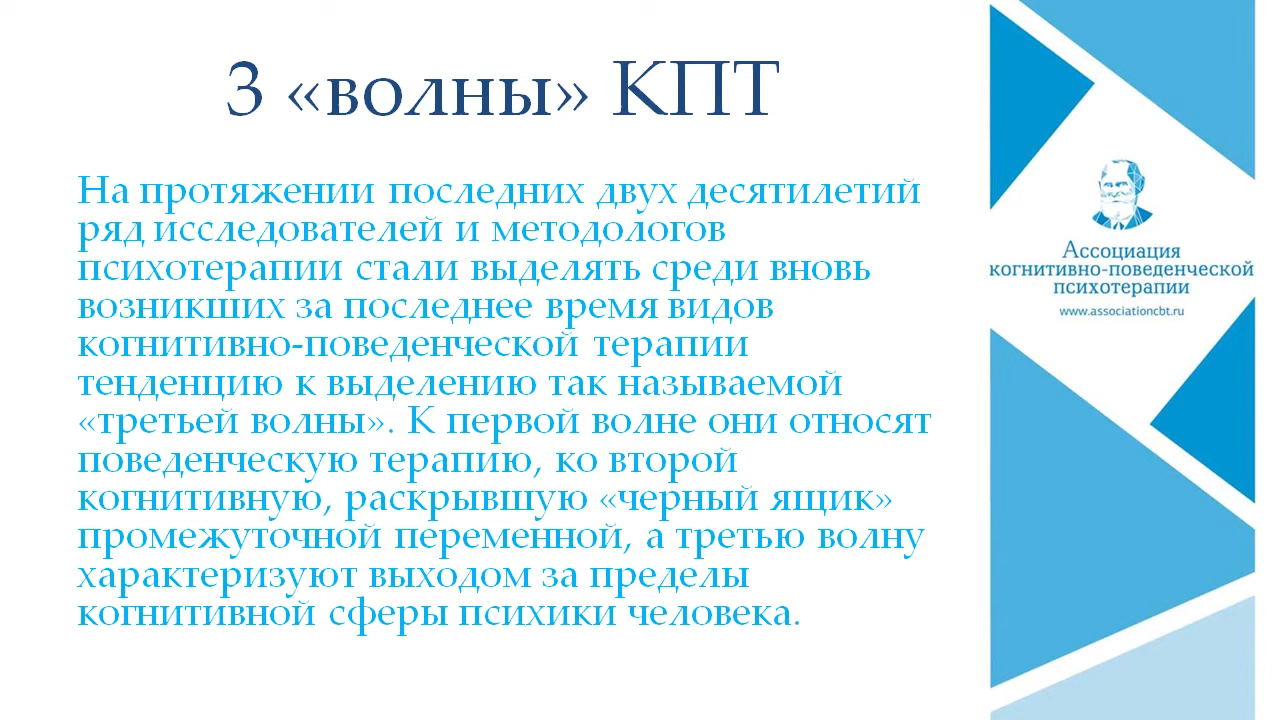 3 «волны» КПТ
На протяжении последних двух десятилетий
ряд исследователей и методологов
психотерапии стали выделять среди вновь
возникших за последнее время видов
когнитивно-поведенческой терапии
тенденцию к выделению так называемой
«третьей волны». К первой волне они относят
поведенческую терапию, ко второй
когнитивную, раскрывшую «черный ящик»
промежуточной переменной, а третью волну
характеризуют выходом за пределы
когнитивной сферы психики человека.
Ассоциация
когнитивно-поведенческой
психотерапии
www.associationcbt.ru